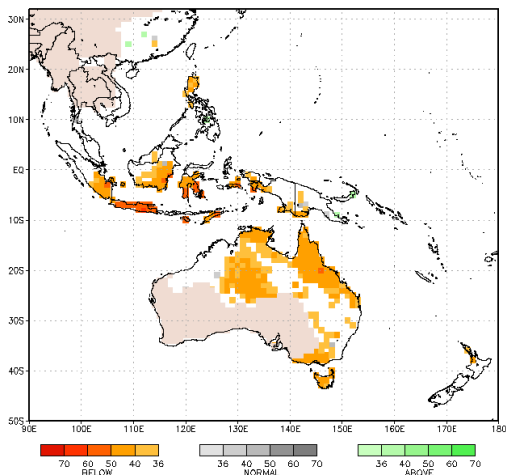 30N
20N
10N
EQ
10S
20S
30S
40S
50S
90E 100E 110E 120E 130E 140E 150E 160E 170E 180
70 60 50 40 36 36 40 50 60 70 36 40 50 60 70
BELOW NORMAL ABOVE